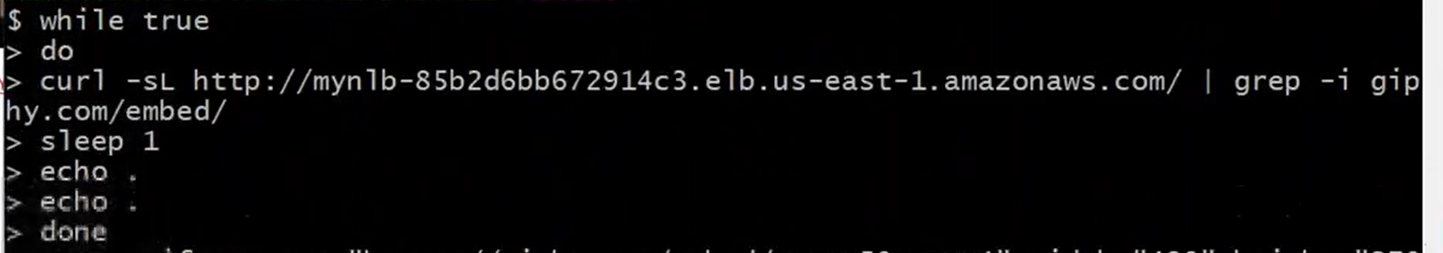 $ while true
> do
> curl -sL http://mynlb-85b2d6bb672914c3.elb.us-east-1.amazonaws.com/ | grep -i gip
hy.com/embed/
> sleep 1
> echo .
> echo .
> done